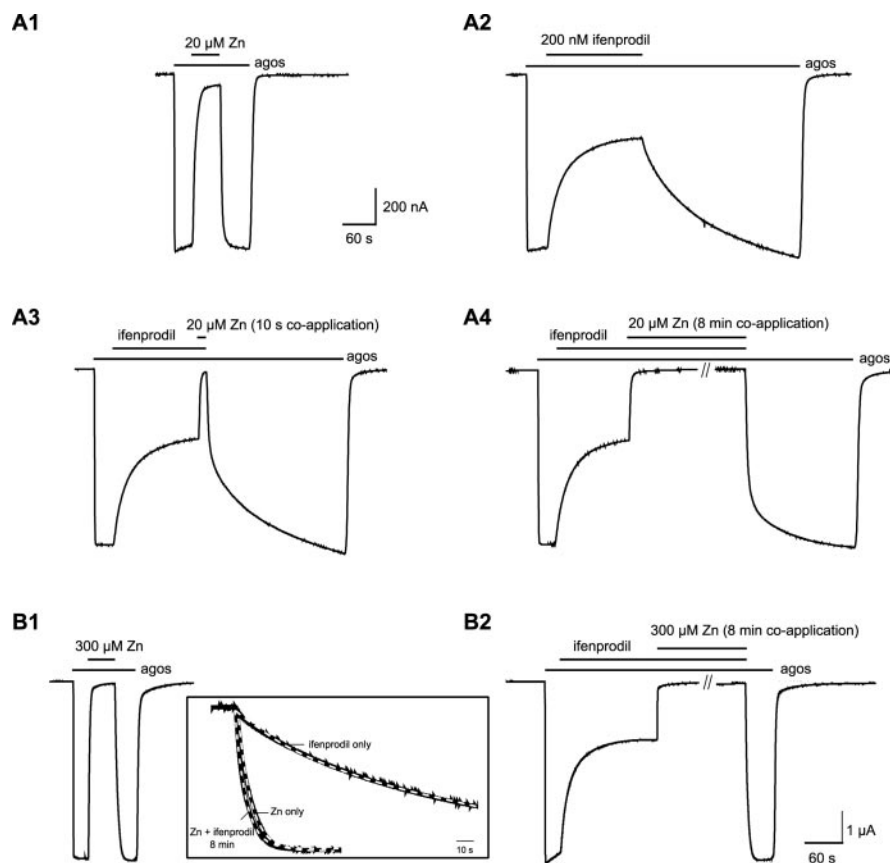 A1
20 µM Zn
agos
200 nA
60 s
A2
200 nM ifenprodil
agos
A3
20 µM Zn (10 s co-application)
ifenprodil
agos
A4
20 µM Zn (8 min co-application)
ifenprodil
agos
//
B1
300 µM Zn
agos
ifenprodil only
Zn only
Zn + ifenprodil
8 min
10 s
B2
300 µM Zn (8 min co-application)
ifenprodil
agos
//
1 µA
60 s